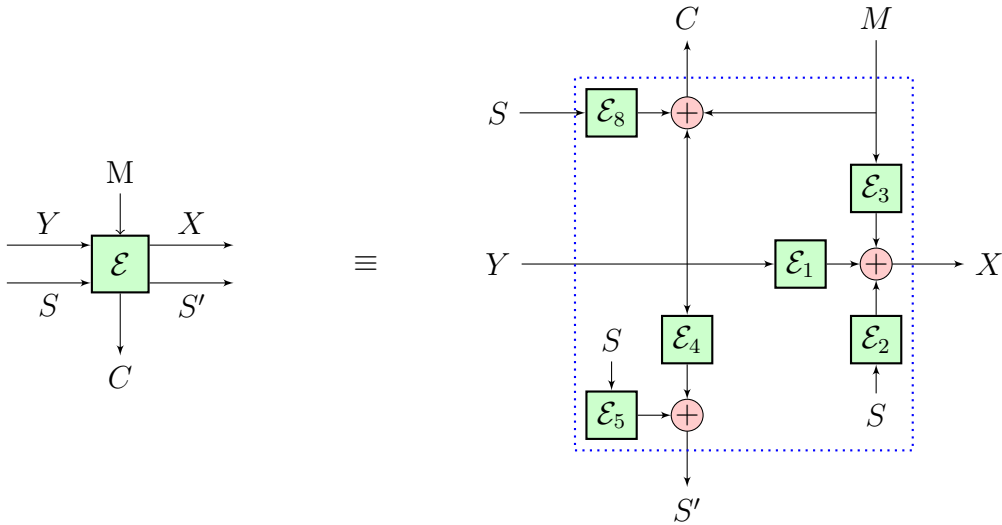 M
Y
X
ℰ
S
S′
C
≡
C
M
S
ℰ₈
+
ℰ₃
Y
ℰ₁
+
X
S
ℰ₄
ℰ₂
ℰ₅
+
S
S′